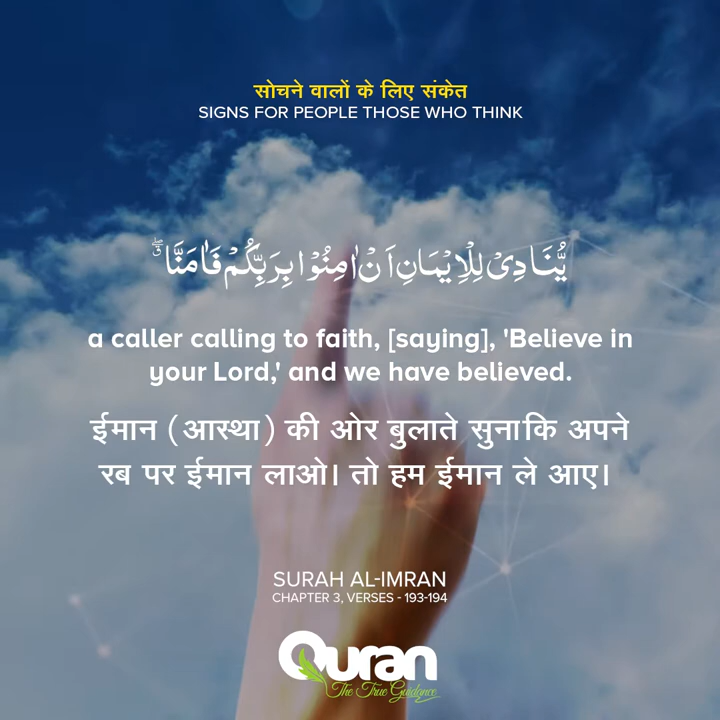 सोचने वालों के लिए संकेत
SIGNS FOR PEOPLE THOSE WHO THINK
يُّنَادِىْ لِلْاِيْمَانِ اَنْ اٰمِنُوْا بِرَبِّكُمْ فَاٰمَنَّا ۖۗ
a caller calling to faith, [saying], 'Believe in
your Lord,' and we have believed.
ईमान (आस्था) की ओर बुलाते सुनाकि अपने
रब पर ईमान लाओ। तो हम ईमान ले आए।
SURAH AL-IMRAN
CHAPTER 3, VERSES - 193-194
Quran
The True Guidance